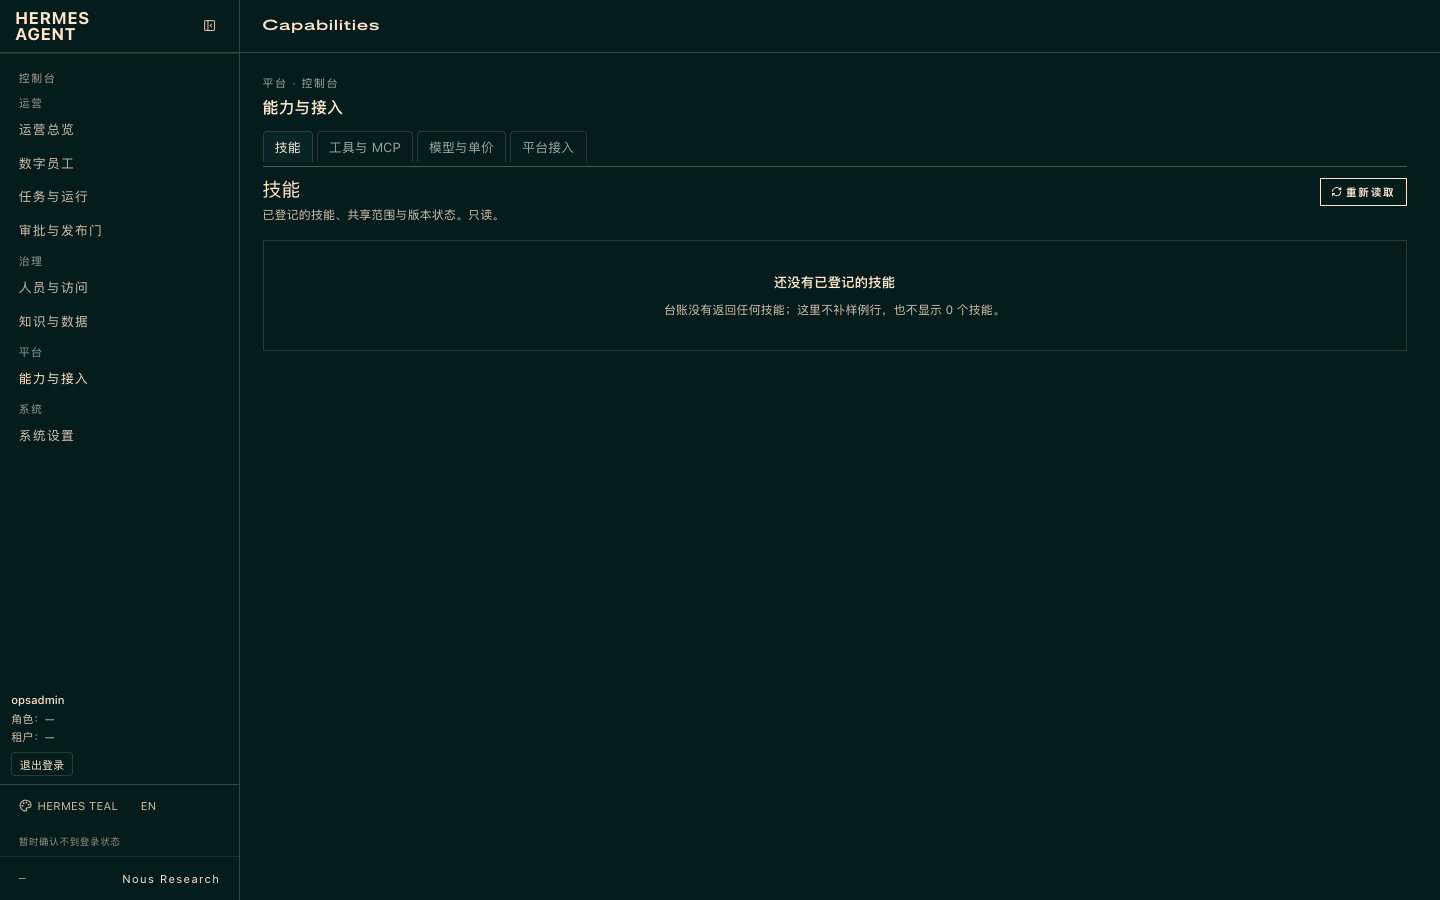 HERMES
AGENT
Capabilities
控制台
运营
运营总览
数字员工
任务与运行
审批与发布门
治理
人员与访问
知识与数据
平台
能力与接入
系统
系统设置
opsadmin
角色：—
租户：—
退出登录
HERMES TEAL EN
暂时确认不到登录状态
— Nous Research
平台 · 控制台
能力与接入
技能 工具与 MCP 模型与单价 平台接入
技能
重新读取
已登记的技能、共享范围与版本状态。只读。
还没有已登记的技能
台账没有返回任何技能；这里不补样例行，也不显示 0 个技能。